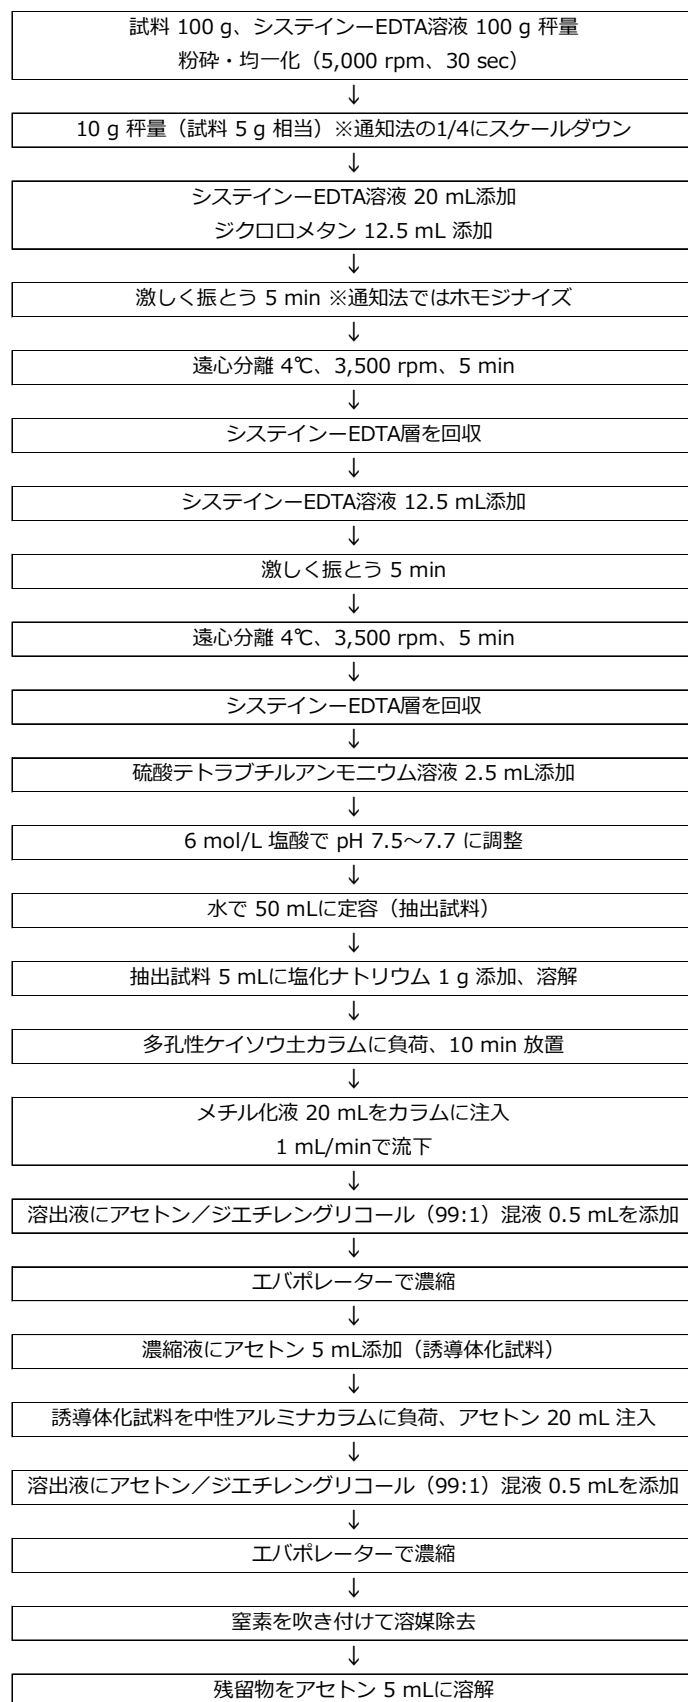 試料 100 g、システインーEDTA溶液 100 g 秤量
粉砕・均一化（5,000 rpm、30 sec）
↓
10 g 秤量（試料 5 g 相当）※通知法の1/4にスケールダウン
↓
システインーEDTA溶液 20 mL添加
ジクロロメタン 12.5 mL 添加
↓
激しく振とう 5 min ※通知法ではホモジナイズ
↓
遠心分離 4℃、3,500 rpm、5 min
↓
システインーEDTA層を回収
↓
システインーEDTA溶液 12.5 mL添加
↓
激しく振とう 5 min
↓
遠心分離 4℃、3,500 rpm、5 min
↓
システインーEDTA層を回収
↓
硫酸テトラブチルアンモニウム溶液 2.5 mL添加
↓
6 mol/L 塩酸で pH 7.5～7.7 に調整
↓
水で 50 mLに定容（抽出試料）
↓
抽出試料 5 mLに塩化ナトリウム 1 g 添加、溶解
↓
多孔性ケイソウ土カラムに負荷、10 min 放置
↓
メチル化液 20 mLをカラムに注入
1 mL/minで流下
↓
溶出液にアセトン／ジエチレングリコール（99:1）混液 0.5 mLを添加
↓
エバポレーターで濃縮
↓
濃縮液にアセトン 5 mL添加（誘導体化試料）
↓
誘導体化試料を中性アルミナカラムに負荷、アセトン 20 mL 注入
↓
溶出液にアセトン／ジエチレングリコール（99:1）混液 0.5 mLを添加
↓
エバポレーターで濃縮
↓
窒素を吹き付けて溶媒除去
↓
残留物をアセトン 5 mLに溶解